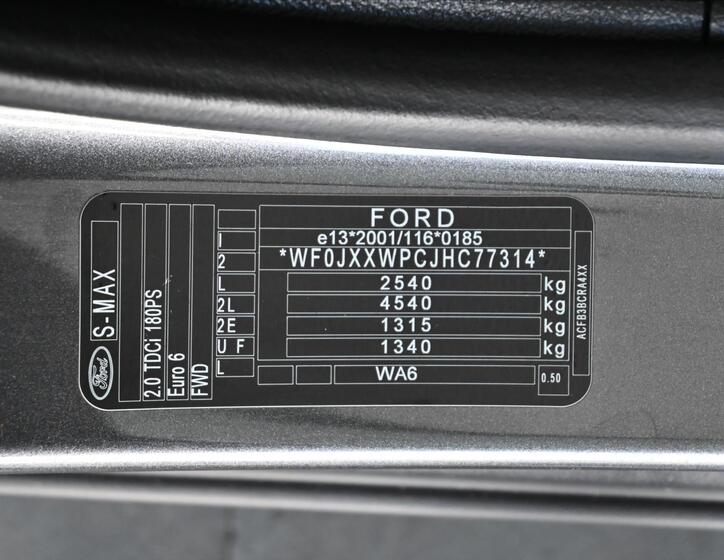 FORD
e13*2001/116*0185
*WF0JXXWPCJHC77314*
2540 kg
4540 kg
1315 kg
1340 kg
WA6
0.50
I
2
L
2L
2E
U F
L
S-MAX
Ford
2.0 TDCi 180PS
Euro 6
FWD
ACFB3BCRA4XX